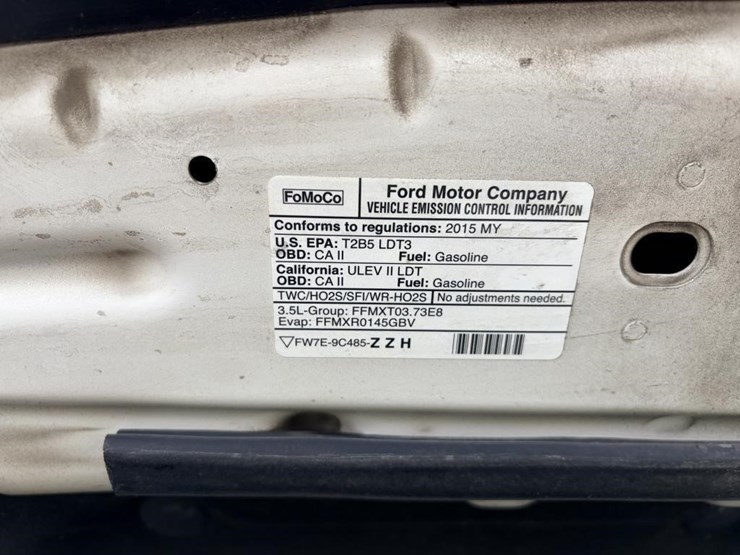 FoMoCo
Ford Motor Company
VEHICLE EMISSION CONTROL INFORMATION
Conforms to regulations: 2015 MY
U.S. EPA: T2B5 LDT3
OBD: CA II Fuel: Gasoline
California: ULEV II LDT
OBD: CA II Fuel: Gasoline
TWC/HO2S/SFI/WR-HO2S No adjustments needed.
3.5L-Group: FFMXT03.73E8
Evap: FFMXR0145GBV
FW7E-9C485-Z Z H